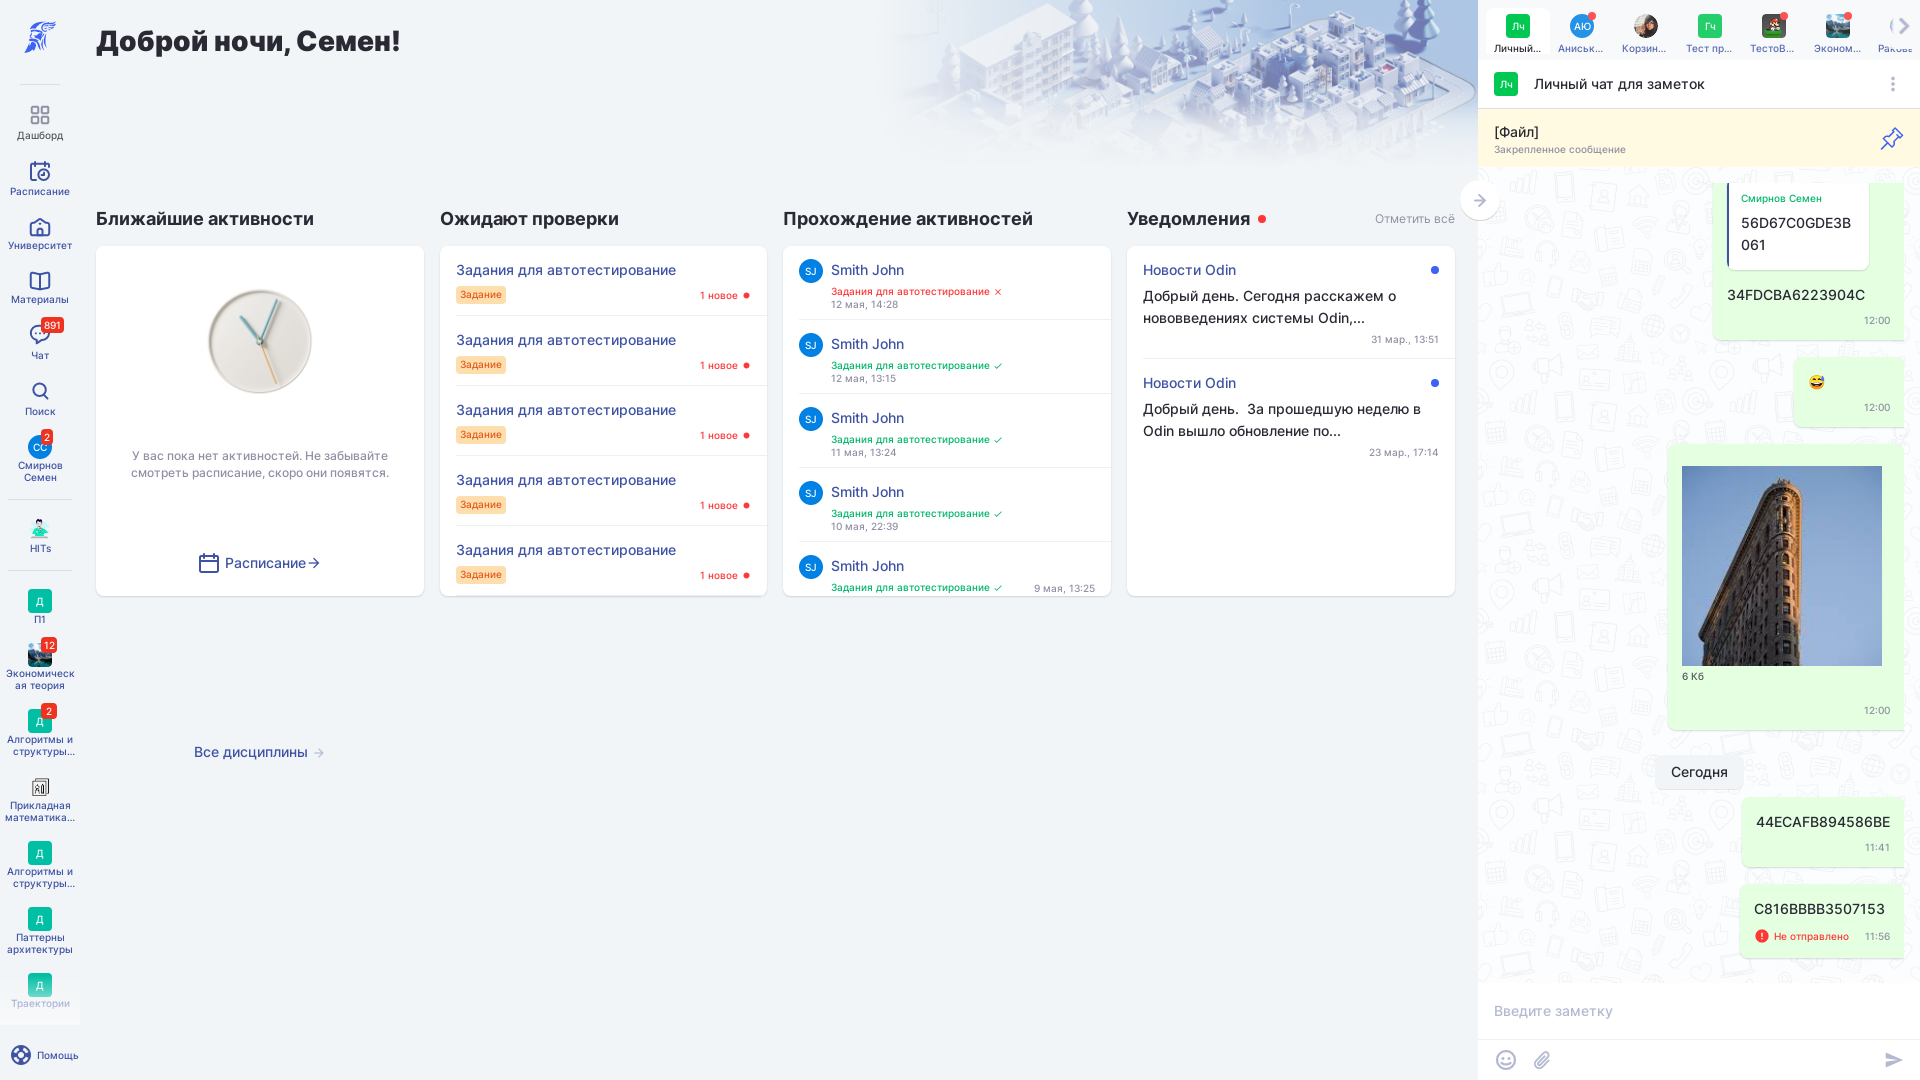 Дашборд
Расписание
Университет
Материалы
891
Чат
Поиск
СС
2
Смирнов
Семен
HITs
Д
П1
12
Экономическ
ая теория
Д
2
Алгоритмы и
структуры...
Прикладная
математика...
Д
Алгоритмы и
структуры...
Д
Паттерны
архитектуры
Д
Траектории
Помощь
Доброй ночи, Семен!
Ближайшие активности
У вас пока нет активностей. Не забывайте
смотреть расписание, скоро они появятся.
Расписание
Ожидают проверки
Задания для автотестирование
Задание
1 новое
Задания для автотестирование
Задание
1 новое
Задания для автотестирование
Задание
1 новое
Задания для автотестирование
Задание
1 новое
Задания для автотестирование
Задание
1 новое
Прохождение активностей
SJ
Smith John
Задания для автотестирование
12 мая, 14:28
SJ
Smith John
Задания для автотестирование
12 мая, 13:15
SJ
Smith John
Задания для автотестирование
11 мая, 13:24
SJ
Smith John
Задания для автотестирование
10 мая, 22:39
SJ
Smith John
Задания для автотестирование
9 мая, 13:25
Уведомления
Отметить всё
Новости Odin
Добрый день. Сегодня расскажем о
нововведениях системы Odin,...
31 мар., 13:51
Новости Odin
Добрый день. За прошедшую неделю в
Odin вышло обновление по...
23 мар., 17:14
Все дисциплины
Лч
Личный...
АЮ
Аниськ...
Корзин...
Гч
Тест пр...
ТестоВ...
Эконом...
Лч
Личный чат для заметок
[Файл]
Закрепленное сообщение
Смирнов Семен
56D67C0GDE3B
061
34FDCBA6223904C
12:00
😅
12:00
6 Кб
12:00
Сегодня
44ECAFB894586BE
11:41
C816BBBB3507153
Не отправлено
11:56
Введите заметку